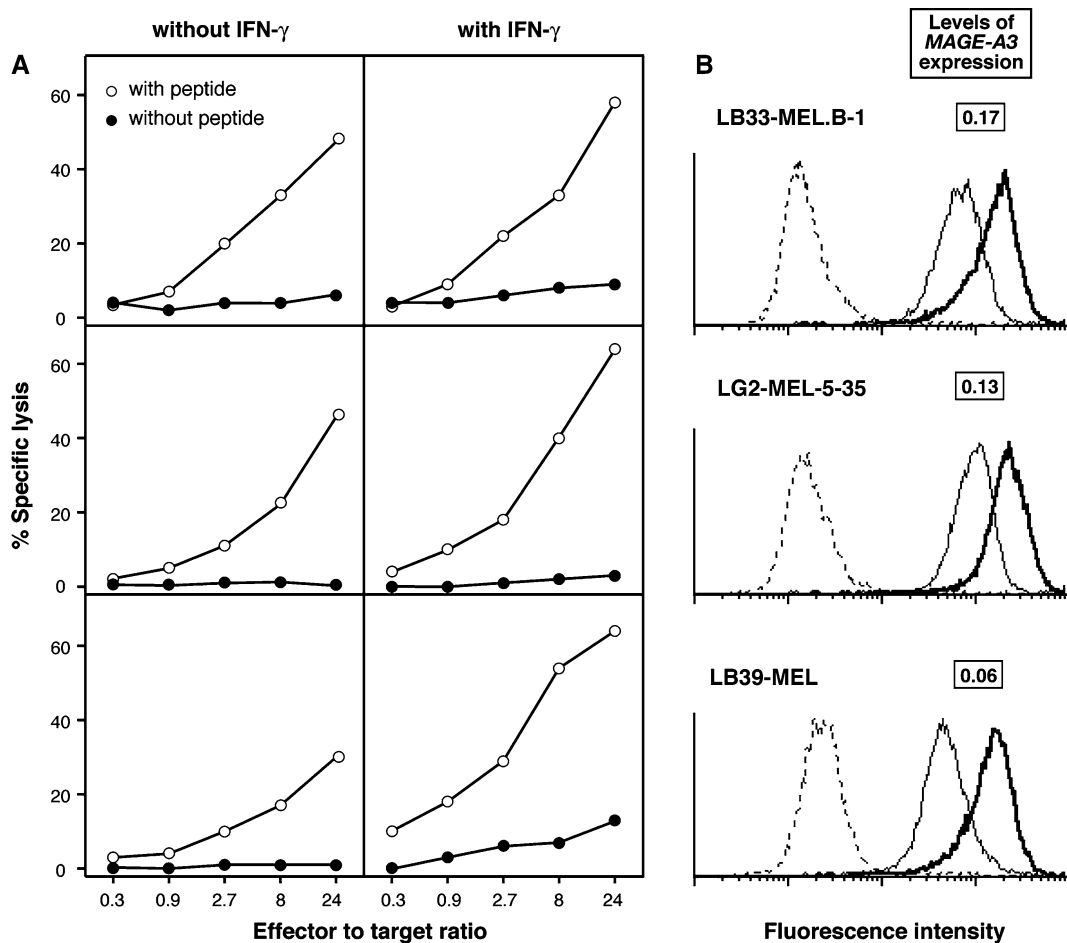 without IFN-γ
with IFN-γ
A
with peptide
without peptide
% Specific lysis
60
40
20
0
60
40
20
0
60
40
20
0
0.3 0.9 2.7 8 24
0.3 0.9 2.7 8 24
Effector to target ratio
B
Levels of
MAGE-A3
expression
LB33-MEL.B-1
0.17
LG2-MEL-5-35
0.13
LB39-MEL
0.06
Fluorescence intensity